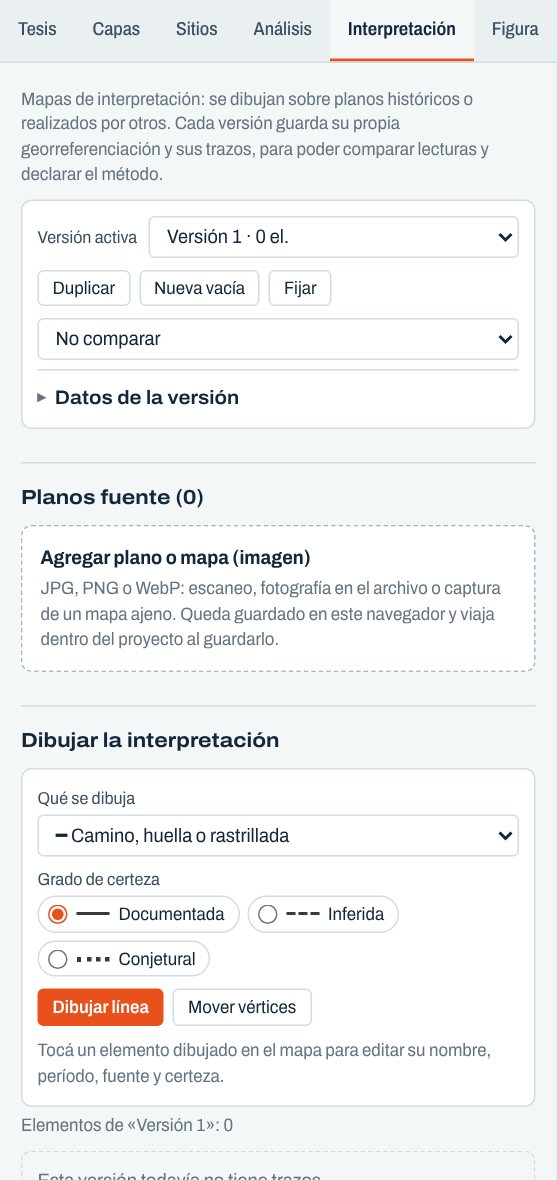 Tesis Capas Sitios Análisis Interpretación Figura
Mapas de interpretación: se dibujan sobre planos históricos o
realizados por otros. Cada versión guarda su propia
georreferenciación y sus trazos, para poder comparar lecturas y
declarar el método.
Versión activa Versión 1 · 0 el.
Duplicar Nueva vacía Fijar
No comparar
Datos de la versión
Planos fuente (0)
Agregar plano o mapa (imagen)
JPG, PNG o WebP: escaneo, fotografía en el archivo o captura
de un mapa ajeno. Queda guardado en este navegador y viaja
dentro del proyecto al guardarlo.
Dibujar la interpretación
Qué se dibuja
Camino, huella o rastrillada
Grado de certeza
Documentada Inferida
Conjetural
Dibujar línea Mover vértices
Tocá un elemento dibujado en el mapa para editar su nombre,
período, fuente y certeza.
Elementos de «Versión 1»: 0
Esta versión todavía no tiene trazos